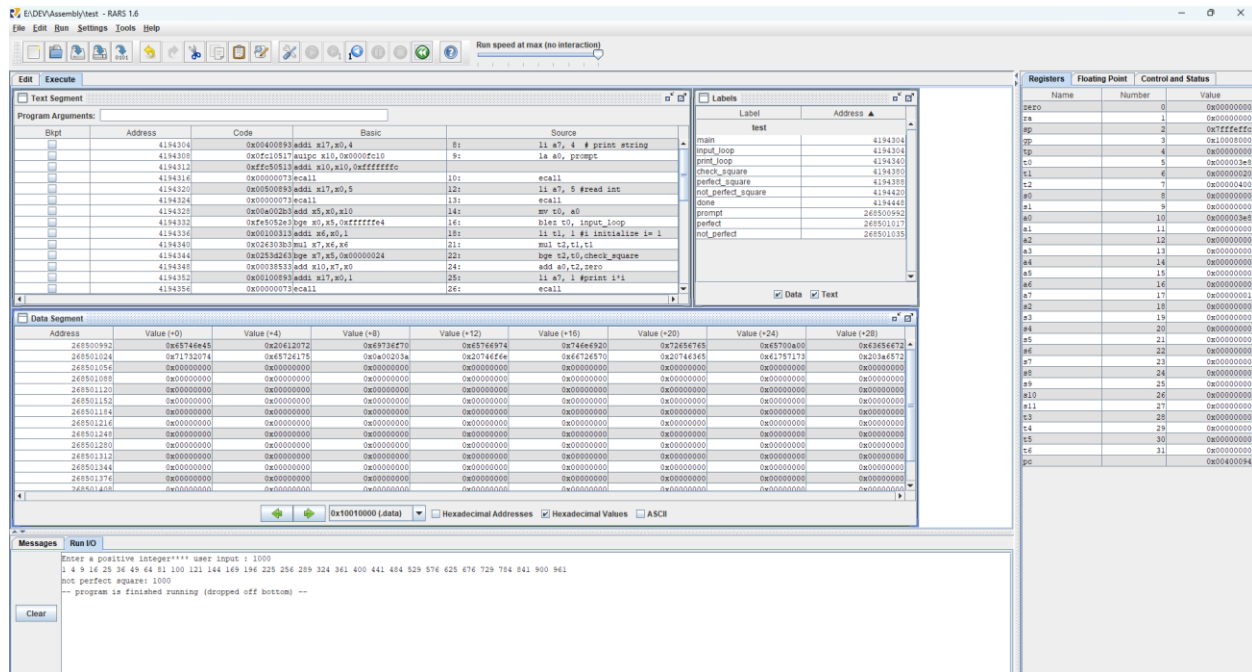 E:\DEV\Assembly\test - RARS 1.6
File Edit Run Settings Tools Help
Run speed at max (no interaction)
Edit Execute
Text Segment
Program Arguments:
Bkpt Address Code Basic Source
4194304 0x00400893 addi x17,x0,4 8: li a7, 4 # print string
4194308 0x0fc10517 auipc x10,0x0000fc10 9: la a0, prompt
4194312 0xffc50513 addi x10,x10,0xfffffffc
4194316 0x00000073 ecall 10: ecall
4194320 0x00500893 addi x17,x0,5 12: li a7, 5 #read int
4194324 0x00000073 ecall 13: ecall
4194328 0x00a002b3 add x5,x0,x10 14: mv t0, a0
4194332 0xfe5052e3 bge x0,x5,0xffffffe4 16: blez t0, input_loop
4194336 0x00100313 addi x6,x0,1 18: li t1, 1 #i initialize i= 1
4194340 0x026303b3 mul x7,x6,x6 21: mul t2,t1,t1
4194344 0x0253d263 bge x7,x5,0x00000024 22: bge t2,t0,check_square
4194348 0x00038533 add x10,x7,x0 24: add a0,t2,zero
4194352 0x00100893 addi x17,x0,1 25: li a7, 1 #print i*i
4194356 0x00000073 ecall 26: ecall
Labels
Label Address ▲
test
main 4194304
input_loop 4194304
print_loop 4194340
check_square 4194380
perfect_square 4194388
not_perfect_square 4194420
done 4194448
prompt 268500992
perfect 268501017
not_perfect 268501035
Data Text
Data Segment
Address Value (+0) Value (+4) Value (+8) Value (+12) Value (+16) Value (+20) Value (+24) Value (+28)
268500992 0x65746e45 0x20612072 0x69736f70 0x65766974 0x746e6920 0x72656765 0x65700a00 0x63656672
268501024 0x71732074 0x65726175 0x0a00203a 0x20746f6e 0x66726570 0x20746365 0x61757173 0x203a6572
268501056 0x00000000 0x00000000 0x00000000 0x00000000 0x00000000 0x00000000 0x00000000 0x00000000
268501088 0x00000000 0x00000000 0x00000000 0x00000000 0x00000000 0x00000000 0x00000000 0x00000000
268501120 0x00000000 0x00000000 0x00000000 0x00000000 0x00000000 0x00000000 0x00000000 0x00000000
268501152 0x00000000 0x00000000 0x00000000 0x00000000 0x00000000 0x00000000 0x00000000 0x00000000
268501184 0x00000000 0x00000000 0x00000000 0x00000000 0x00000000 0x00000000 0x00000000 0x00000000
268501216 0x00000000 0x00000000 0x00000000 0x00000000 0x00000000 0x00000000 0x00000000 0x00000000
268501248 0x00000000 0x00000000 0x00000000 0x00000000 0x00000000 0x00000000 0x00000000 0x00000000
268501280 0x00000000 0x00000000 0x00000000 0x00000000 0x00000000 0x00000000 0x00000000 0x00000000
268501312 0x00000000 0x00000000 0x00000000 0x00000000 0x00000000 0x00000000 0x00000000 0x00000000
268501344 0x00000000 0x00000000 0x00000000 0x00000000 0x00000000 0x00000000 0x00000000 0x00000000
268501376 0x00000000 0x00000000 0x00000000 0x00000000 0x00000000 0x00000000 0x00000000 0x00000000
268501408 0x00000000 0x00000000 0x00000000 0x00000000 0x00000000 0x00000000 0x00000000 0x00000000
0x10010000 (.data) Hexadecimal Addresses Hexadecimal Values ASCII
Messages Run I/O
Enter a positive integer**** user input : 1000
1 4 9 16 25 36 49 64 81 100 121 144 169 196 225 256 289 324 361 400 441 484 529 576 625 676 729 784 841 900 961
not perfect square: 1000
-- program is finished running (dropped off bottom) --
Clear
Registers Floating Point Control and Status
Name Number Value
zero 0 0x00000000
ra 1 0x00000000
sp 2 0x7fffeffc
gp 3 0x10008000
tp 4 0x00000000
t0 5 0x000003e8
t1 6 0x00000020
t2 7 0x00000400
s0 8 0x00000000
s1 9 0x00000000
a0 10 0x000003e8
a1 11 0x00000000
a2 12 0x00000000
a3 13 0x00000000
a4 14 0x00000000
a5 15 0x00000000
a6 16 0x00000000
a7 17 0x00000001
s2 18 0x00000000
s3 19 0x00000000
s4 20 0x00000000
s5 21 0x00000000
s6 22 0x00000000
s7 23 0x00000000
s8 24 0x00000000
s9 25 0x00000000
s10 26 0x00000000
s11 27 0x00000000
t3 28 0x00000000
t4 29 0x00000000
t5 30 0x00000000
t6 31 0x00000000
pc 0x00400094